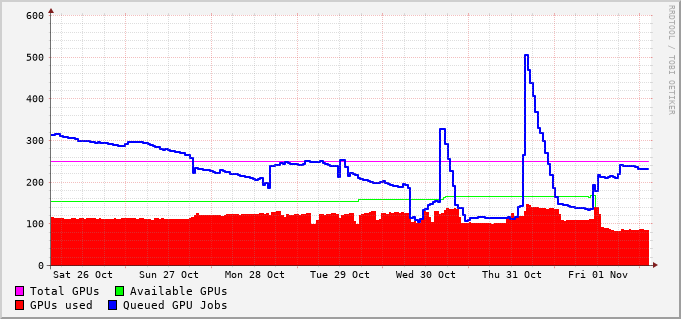 RRDTOOL / TOBI OETIKER
600
500
400
300
200
100
0
Sat 26 Oct Sun 27 Oct Mon 28 Oct Tue 29 Oct Wed 30 Oct Thu 31 Oct Fri 01 Nov
Total GPUs Available GPUs
GPUs used Queued GPU Jobs